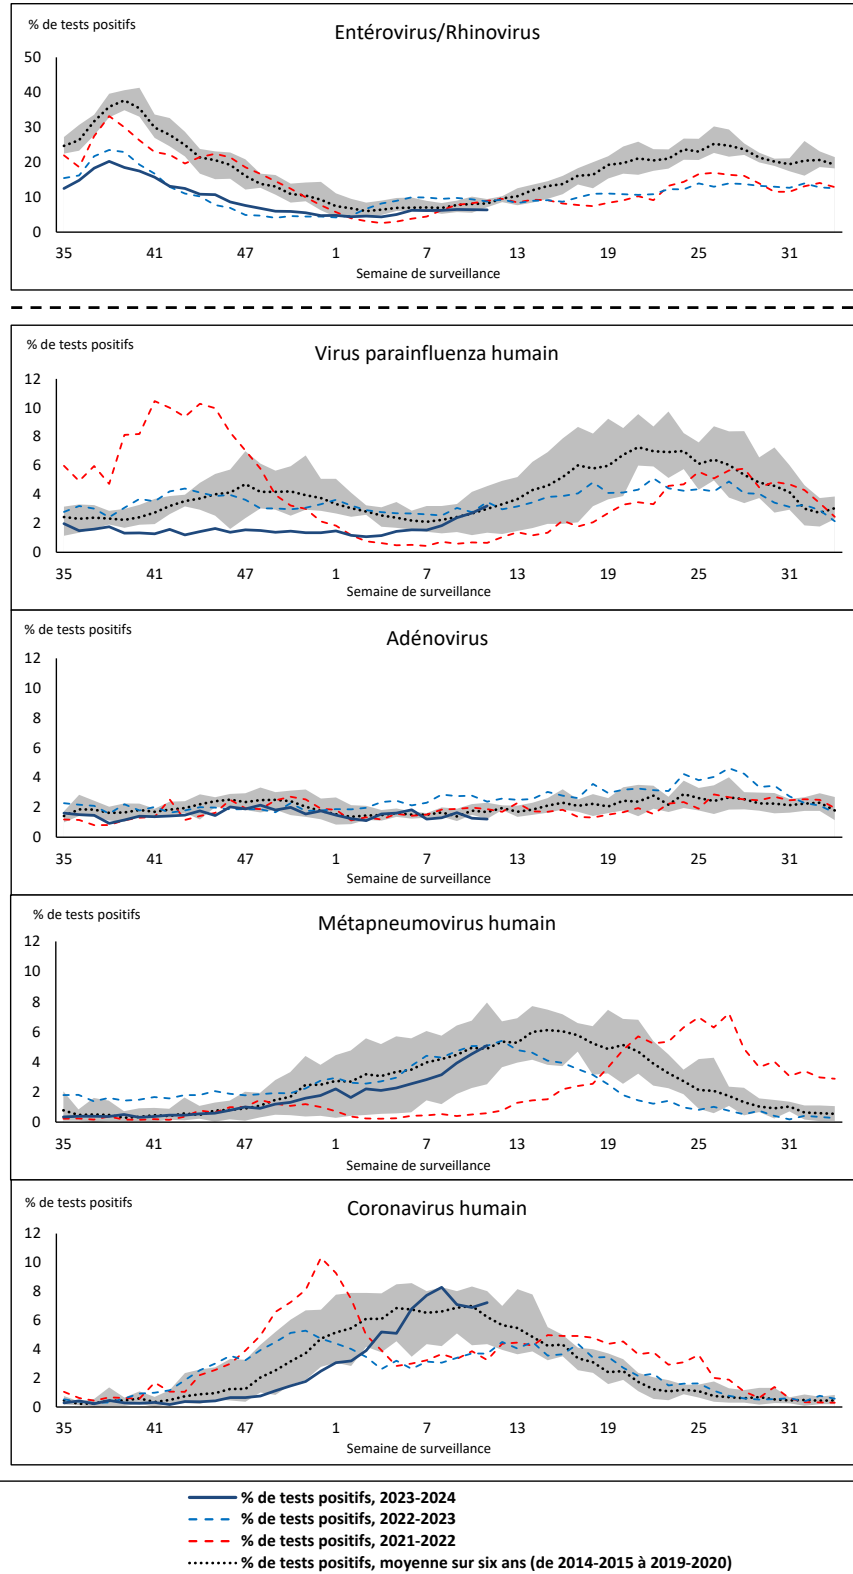 % de tests positifs
Entérovirus/Rhinovirus
50
40
30
20
10
0
35 41 47 1 7 13 19 25 31
Semaine de surveillance
% de tests positifs
Virus parainfluenza humain
12
10
8
6
4
2
0
35 41 47 1 7 13 19 25 31
Semaine de surveillance
% de tests positifs
Adénovirus
12
10
8
6
4
2
0
35 41 47 1 7 13 19 25 31
Semaine de surveillance
% de tests positifs
Métapneumovirus humain
12
10
8
6
4
2
0
35 41 47 1 7 13 19 25 31
Semaine de surveillance
% de tests positifs
Coronavirus humain
12
10
8
6
4
2
0
35 41 47 1 7 13 19 25 31
Semaine de surveillance
% de tests positifs, 2023-2024
% de tests positifs, 2022-2023
% de tests positifs, 2021-2022
% de tests positifs, moyenne sur six ans (de 2014-2015 à 2019-2020)